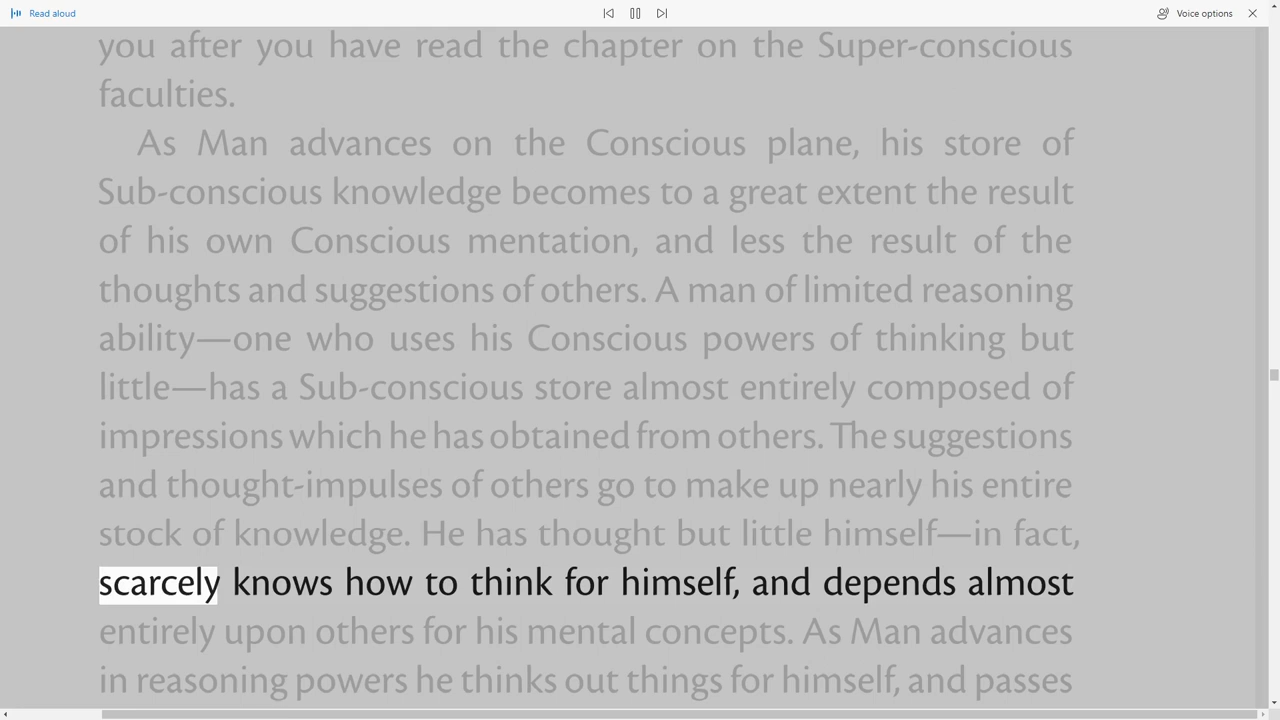 Read aloud
Voice options
you after you have read the chapter on the Super-conscious
faculties.
As Man advances on the Conscious plane, his store of
Sub-conscious knowledge becomes to a great extent the result
of his own Conscious mentation, and less the result of the
thoughts and suggestions of others. A man of limited reasoning
ability—one who uses his Conscious powers of thinking but
little—has a Sub-conscious store almost entirely composed of
impressions which he has obtained from others. The suggestions
and thought-impulses of others go to make up nearly his entire
stock of knowledge. He has thought but little himself—in fact,
scarcely knows how to think for himself, and depends almost
entirely upon others for his mental concepts. As Man advances
in reasoning powers he thinks out things for himself, and passes